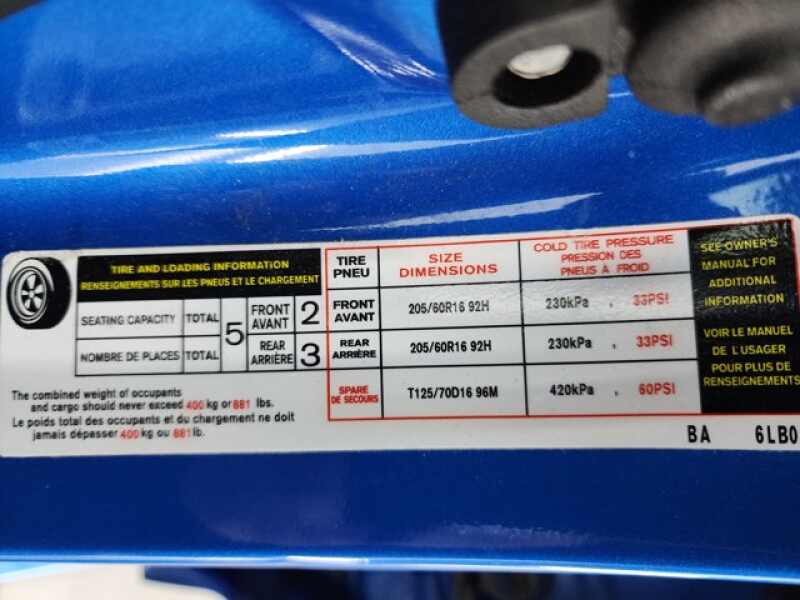 TIRE AND LOADING INFORMATION
RENSEIGNEMENTS SUR LES PNEUS ET LE CHARGEMENT
SEATING CAPACITY TOTAL 5 FRONT AVANT 2
NOMBRE DE PLACES TOTAL REAR ARRIÈRE 3
The combined weight of occupants
and cargo should never exceed 400 kg or 881 lbs.
Le poids total des occupants et du chargement ne doit
jamais dépasser 400 kg ou 881 lb.
TIRE PNEU SIZE DIMENSIONS COLD TIRE PRESSURE PRESSION DES PNEUS À FROID
FRONT AVANT 205/60R16 92H 230kPa , 33PSI
REAR ARRIÈRE 205/60R16 92H 230kPa , 33PSI
SPARE DE SECOURS T125/70D16 96M 420kPa , 60PSI
SEE OWNER'S
MANUAL FOR
ADDITIONAL
INFORMATION
VOIR LE MANUEL
DE L'USAGER
POUR PLUS DE
RENSEIGNEMENTS
BA 6LB0